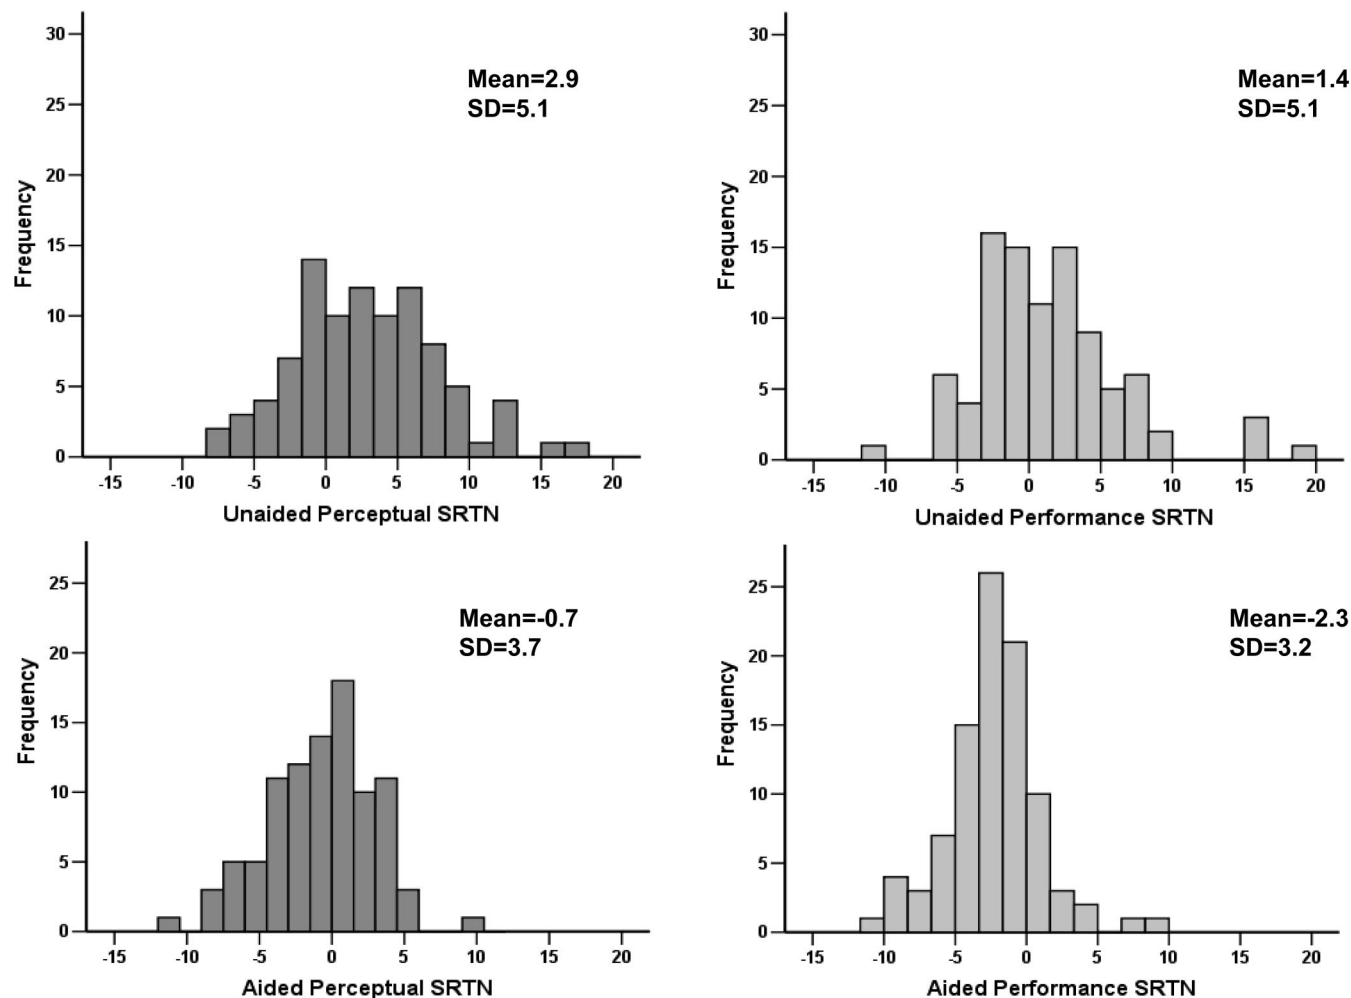 30
25
20
15
10
5
0
Frequency
Mean=2.9
SD=5.1
-15 -10 -5 0 5 10 15 20
Unaided Perceptual SRTN
30
25
20
15
10
5
0
Frequency
Mean=1.4
SD=5.1
-15 -10 -5 0 5 10 15 20
Unaided Performance SRTN
25
20
15
10
5
0
Frequency
Mean=-0.7
SD=3.7
-15 -10 -5 0 5 10 15 20
Aided Perceptual SRTN
25
20
15
10
5
0
Frequency
Mean=-2.3
SD=3.2
-15 -10 -5 0 5 10 15 20
Aided Performance SRTN